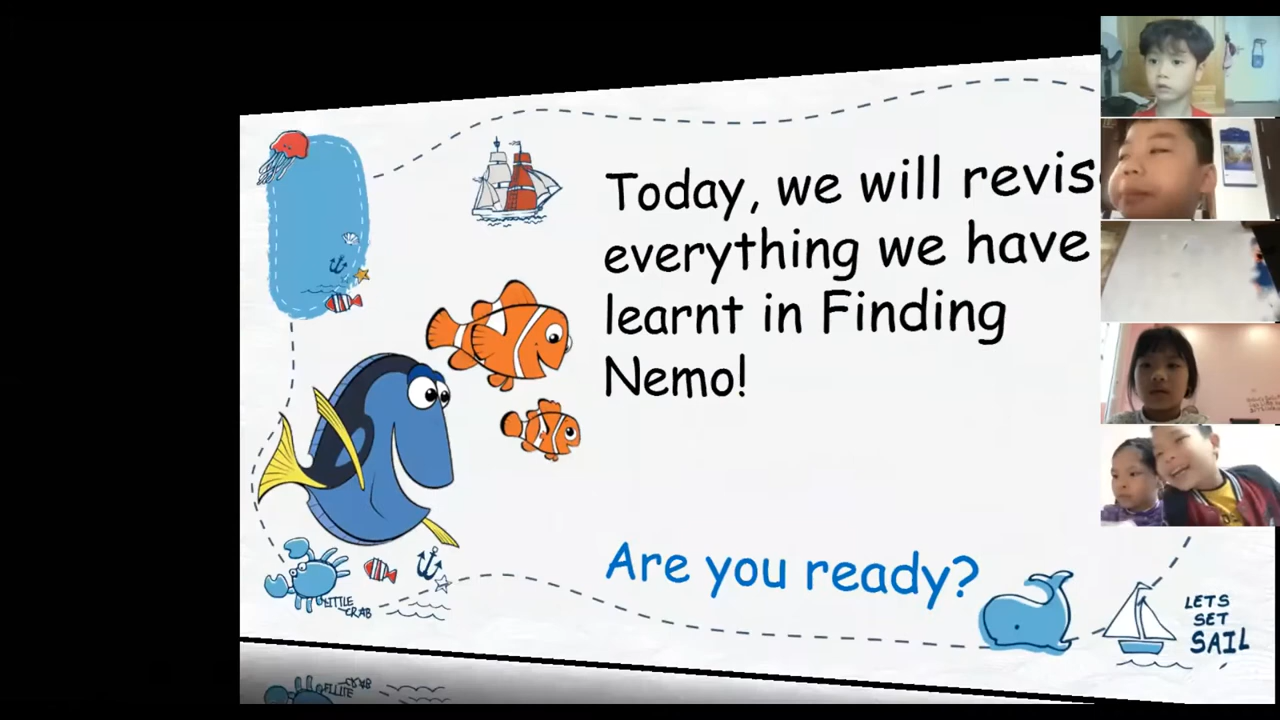 Today, we will revis
everything we have
learnt in Finding
Nemo!
Are you ready?
LITTLE
CRAB
LETS
SET
SAIL